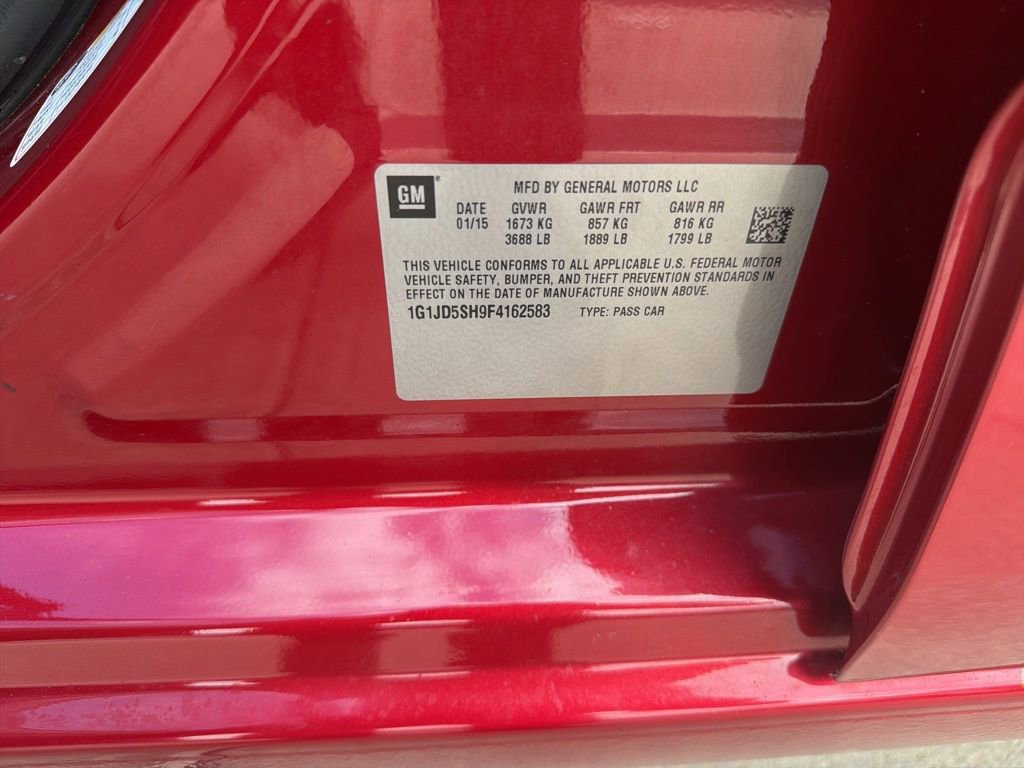 GM
MFD BY GENERAL MOTORS LLC
DATE GVWR GAWR FRT GAWR RR
01/15 1673 KG 857 KG 816 KG
3688 LB 1889 LB 1799 LB
THIS VEHICLE CONFORMS TO ALL APPLICABLE U.S. FEDERAL MOTOR
VEHICLE SAFETY, BUMPER, AND THEFT PREVENTION STANDARDS IN
EFFECT ON THE DATE OF MANUFACTURE SHOWN ABOVE.
1G1JD5SH9F4162583 TYPE: PASS CAR